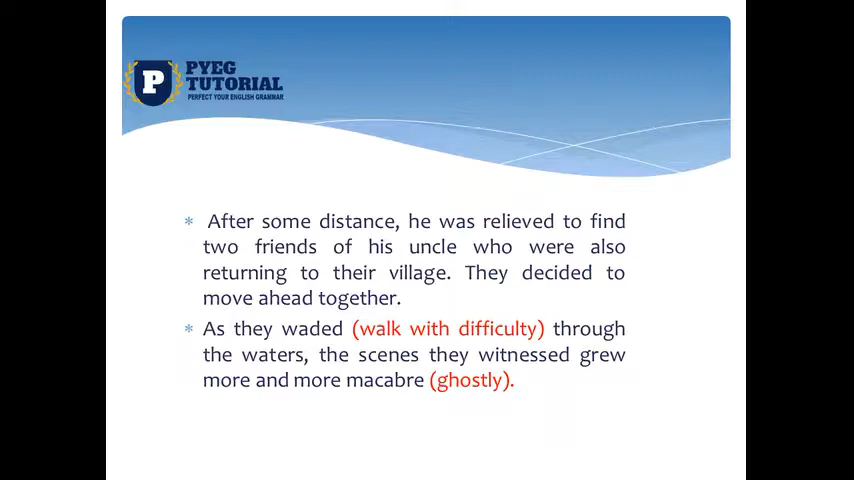 P
PYEG
TUTORIAL
PERFECT YOUR ENGLISH GRAMMAR
* After some distance, he was relieved to find
two friends of his uncle who were also
returning to their village. They decided to
move ahead together.
* As they waded (walk with difficulty) through
the waters, the scenes they witnessed grew
more and more macabre (ghostly).